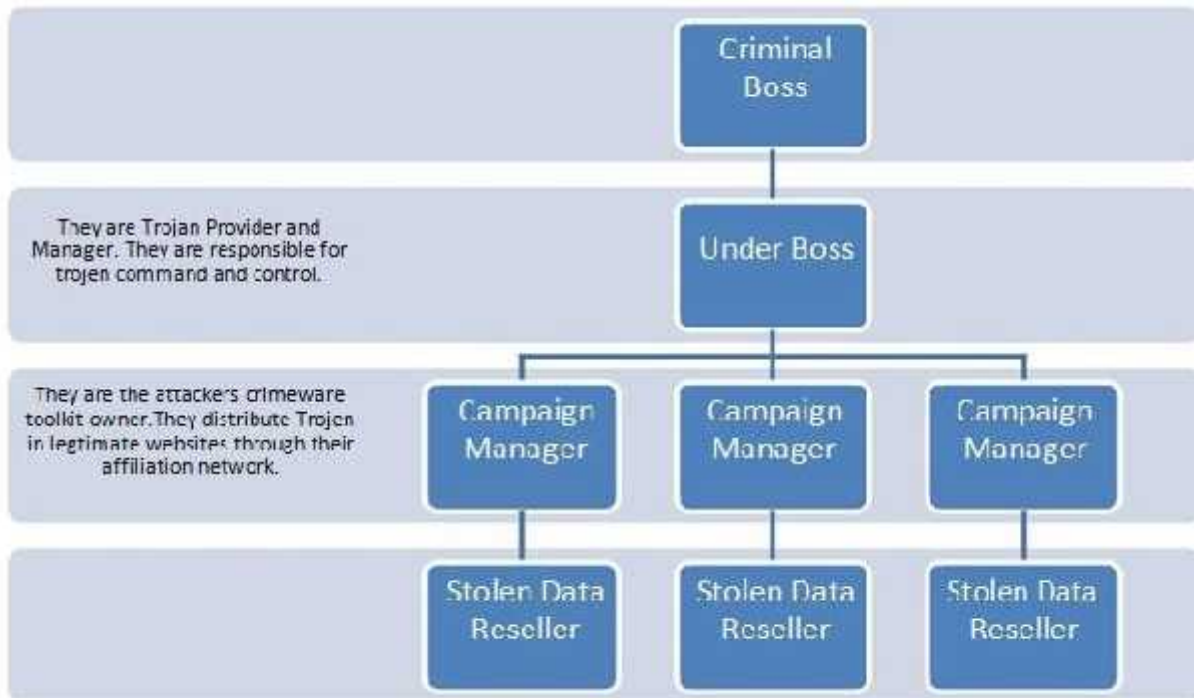 Criminal
Boss
They are Trojan Provider and
Manager. They are responsible for
trojen command and control.
Under Boss
They are the attackers crimeware
toolkit owner.They distribute Trojen
in legtimate websites through their
affiliation network.
Campaign
Manager
Campaign
Manager
Campaign
Manager
Stolen Data
Reseller
Stolen Data
Reseller
Stolen Data
Reseller